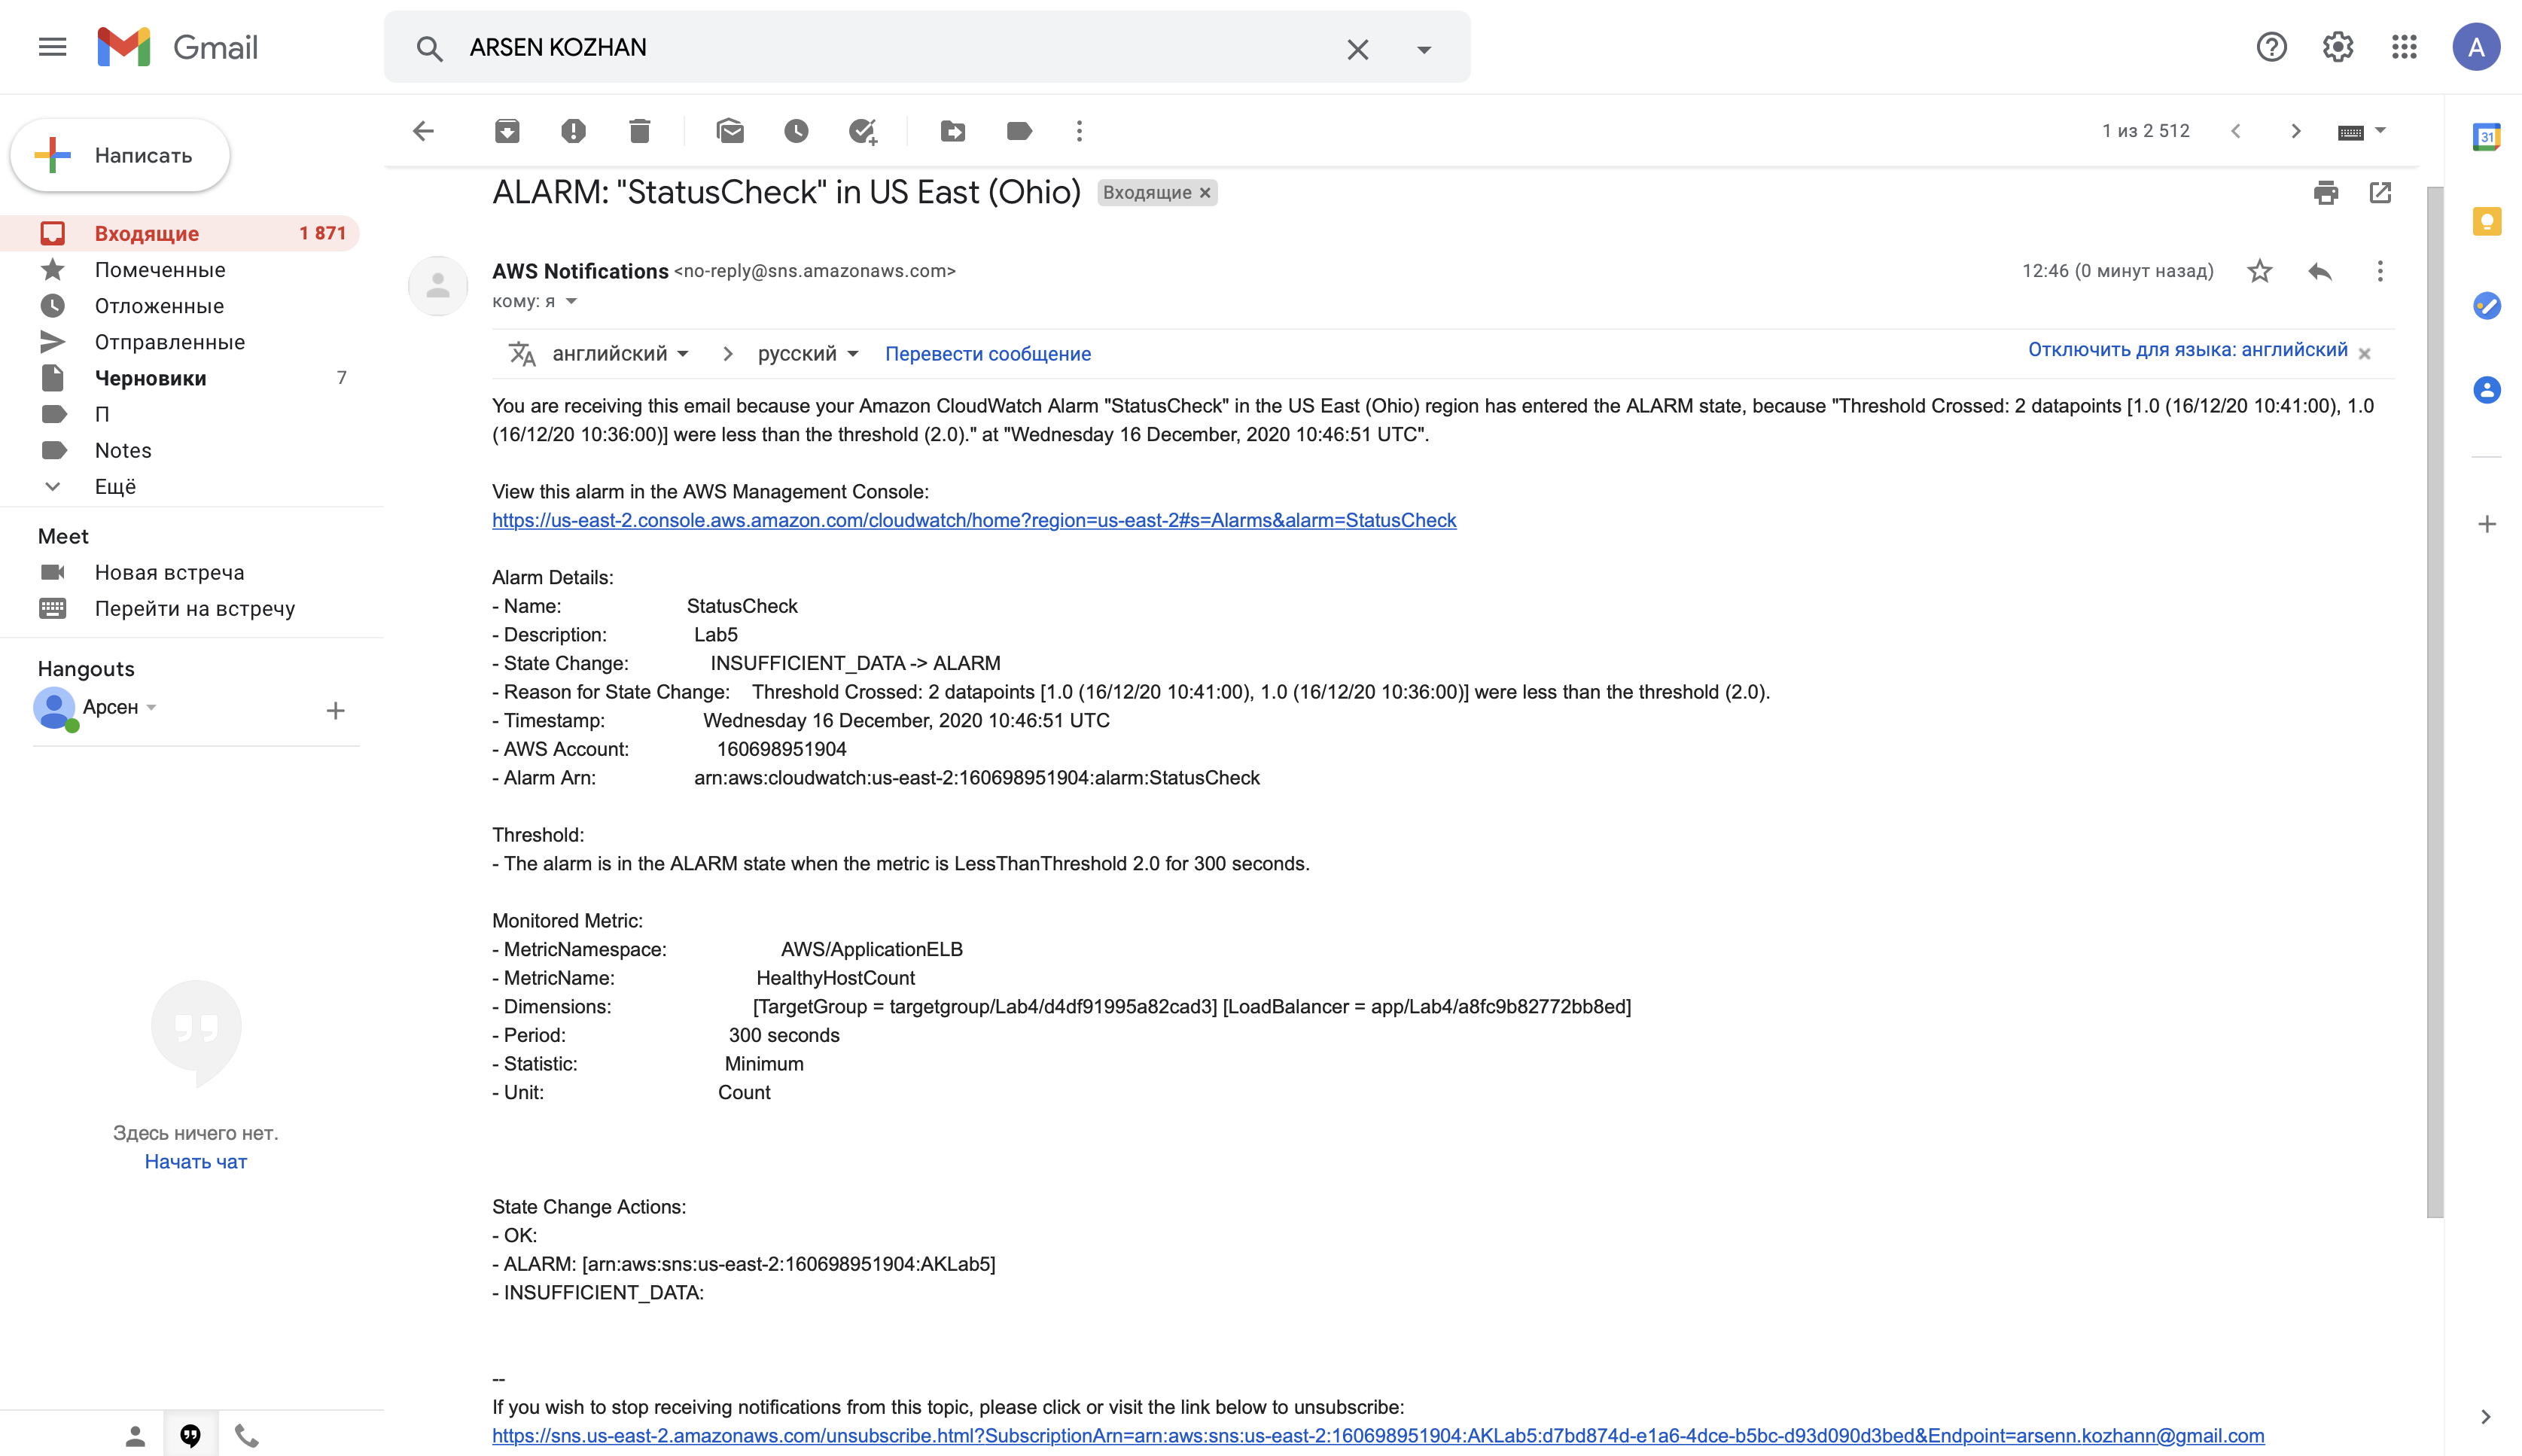 Gmail
ARSEN KOZHAN
A
Написать
1 из 2 512
31
Входящие 1 871
Помеченные
Отложенные
Отправленные
Черновики 7
П
Notes
Ещё
Meet
Новая встреча
Перейти на встречу
Hangouts
Арсен
Здесь ничего нет.
Начать чат
ALARM: "StatusCheck" in US East (Ohio) Входящие
AWS Notifications <no-reply@sns.amazonaws.com> 12:46 (0 минут назад)
кому: я
английский русский Перевести сообщение Отключить для языка: английский
You are receiving this email because your Amazon CloudWatch Alarm "StatusCheck" in the US East (Ohio) region has entered the ALARM state, because "Threshold Crossed: 2 datapoints [1.0 (16/12/20 10:41:00), 1.0
(16/12/20 10:36:00)] were less than the threshold (2.0)." at "Wednesday 16 December, 2020 10:46:51 UTC".
View this alarm in the AWS Management Console:
https://us-east-2.console.aws.amazon.com/cloudwatch/home?region=us-east-2#s=Alarms&alarm=StatusCheck
Alarm Details:
- Name: StatusCheck
- Description: Lab5
- State Change: INSUFFICIENT_DATA -> ALARM
- Reason for State Change: Threshold Crossed: 2 datapoints [1.0 (16/12/20 10:41:00), 1.0 (16/12/20 10:36:00)] were less than the threshold (2.0).
- Timestamp: Wednesday 16 December, 2020 10:46:51 UTC
- AWS Account: 160698951904
- Alarm Arn: arn:aws:cloudwatch:us-east-2:160698951904:alarm:StatusCheck
Threshold:
- The alarm is in the ALARM state when the metric is LessThanThreshold 2.0 for 300 seconds.
Monitored Metric:
- MetricNamespace: AWS/ApplicationELB
- MetricName: HealthyHostCount
- Dimensions: [TargetGroup = targetgroup/Lab4/d4df91995a82cad3] [LoadBalancer = app/Lab4/a8fc9b82772bb8ed]
- Period: 300 seconds
- Statistic: Minimum
- Unit: Count
State Change Actions:
- OK:
- ALARM: [arn:aws:sns:us-east-2:160698951904:AKLab5]
- INSUFFICIENT_DATA:
--
If you wish to stop receiving notifications from this topic, please click or visit the link below to unsubscribe:
https://sns.us-east-2.amazonaws.com/unsubscribe.html?SubscriptionArn=arn:aws:sns:us-east-2:160698951904:AKLab5:d7bd874d-e1a6-4dce-b5bc-d93d090d3bed&Endpoint=arsenn.kozhann@gmail.com